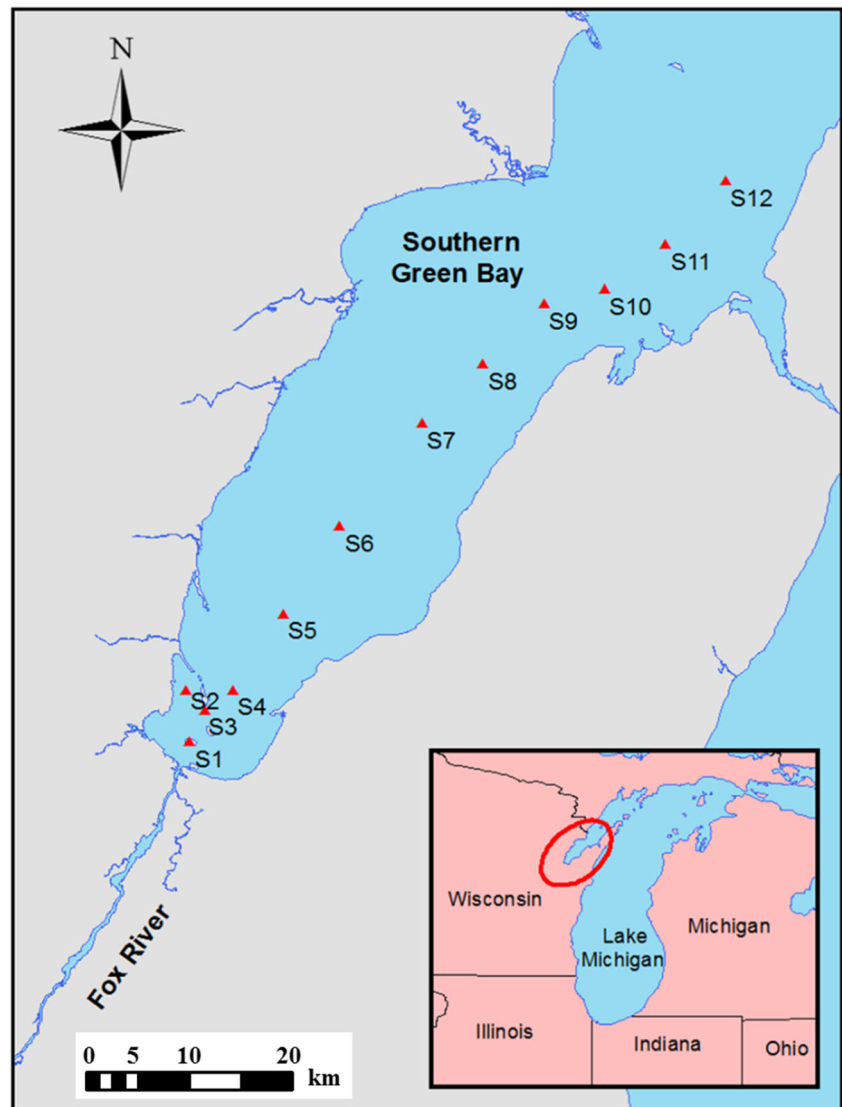 N
S12
Southern
Green Bay
S11
S10
S9
S8
S7
S6
S5
S2
S4
S3
S1
Fox River
0 5 10 20
km
Wisconsin
Michigan
Lake
Michigan
Illinois
Indiana
Ohio